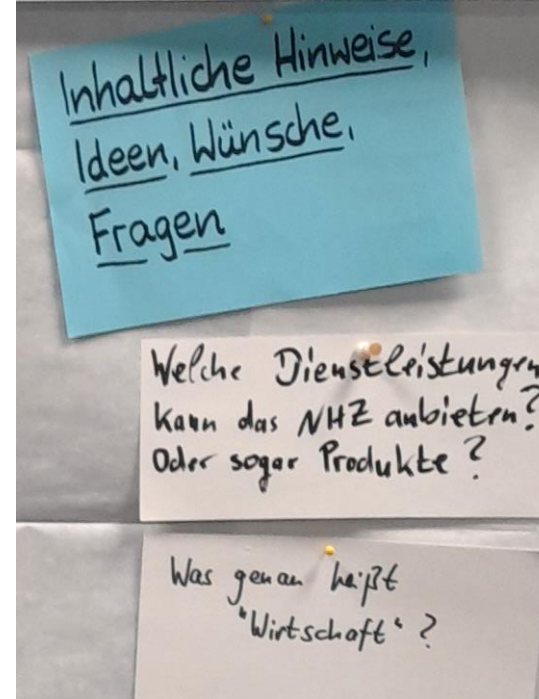 Inhaltliche Hinweise,
Ideen, Wünsche,
Fragen
Welche Dienstleistungen
kann das NHZ anbieten?
Oder sogar Produkte?
Was genau heißt
"Wirtschaft"?